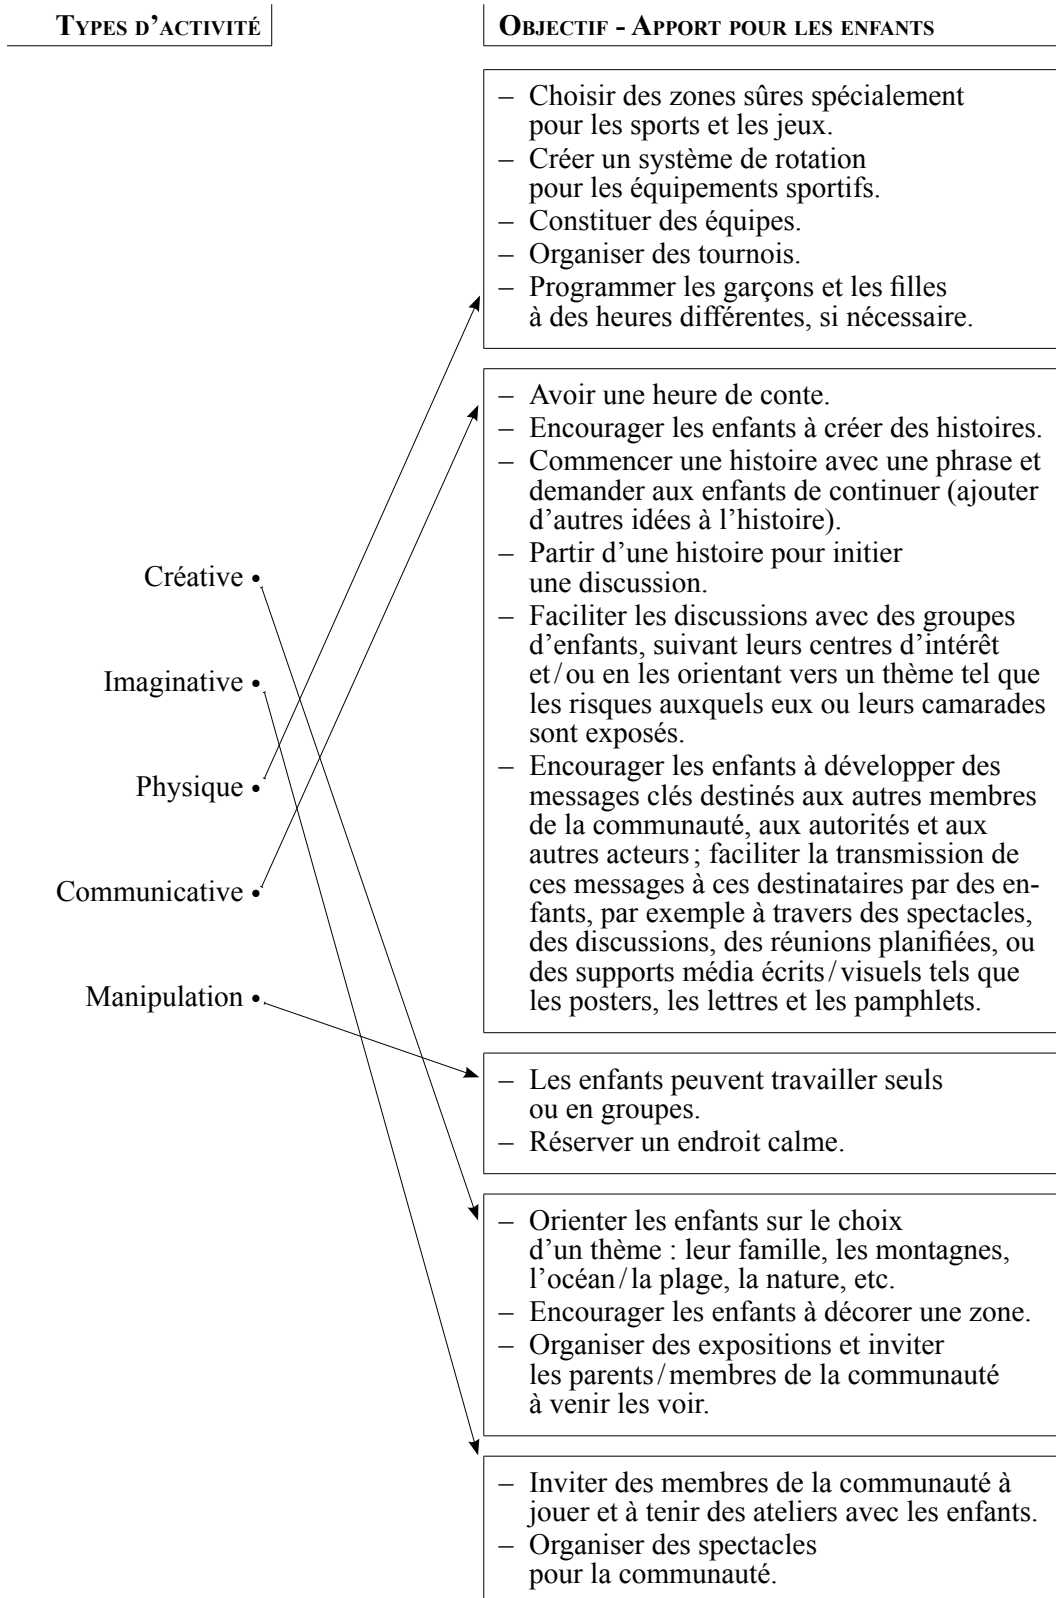 TYPES D’ACTIVITÉ
OBJECTIF - APPORT POUR LES ENFANTS
– Choisir des zones sûres spécialement
pour les sports et les jeux.
– Créer un système de rotation
pour les équipements sportifs.
– Constituer des équipes.
– Organiser des tournois.
– Programmer les garçons et les filles
à des heures différentes, si nécessaire.
Créative •
Imaginative •
Physique •
Communicative •
Manipulation •
– Avoir une heure de conte.
– Encourager les enfants à créer des histoires.
– Commencer une histoire avec une phrase et
demander aux enfants de continuer (ajouter
d’autres idées à l’histoire).
– Partir d’une histoire pour initier
une discussion.
– Faciliter les discussions avec des groupes
d’enfants, suivant leurs centres d’intérêt
et/ou en les orientant vers un thème tel que
les risques auxquels eux ou leurs camarades
sont exposés.
– Encourager les enfants à développer des
messages clés destinés aux autres membres
de la communauté, aux autorités et aux
autres acteurs ; faciliter la transmission de
ces messages à ces destinataires par des en-
fants, par exemple à travers des spectacles,
des discussions, des réunions planifiées, ou
des supports média écrits/visuels tels que
les posters, les lettres et les pamphlets.
– Les enfants peuvent travailler seuls
ou en groupes.
– Réserver un endroit calme.
– Orienter les enfants sur le choix
d’un thème : leur famille, les montagnes,
l’océan/la plage, la nature, etc.
– Encourager les enfants à décorer une zone.
– Organiser des expositions et inviter
les parents/membres de la communauté
à venir les voir.
– Inviter des membres de la communauté à
jouer et à tenir des ateliers avec les enfants.
– Organiser des spectacles
pour la communauté.